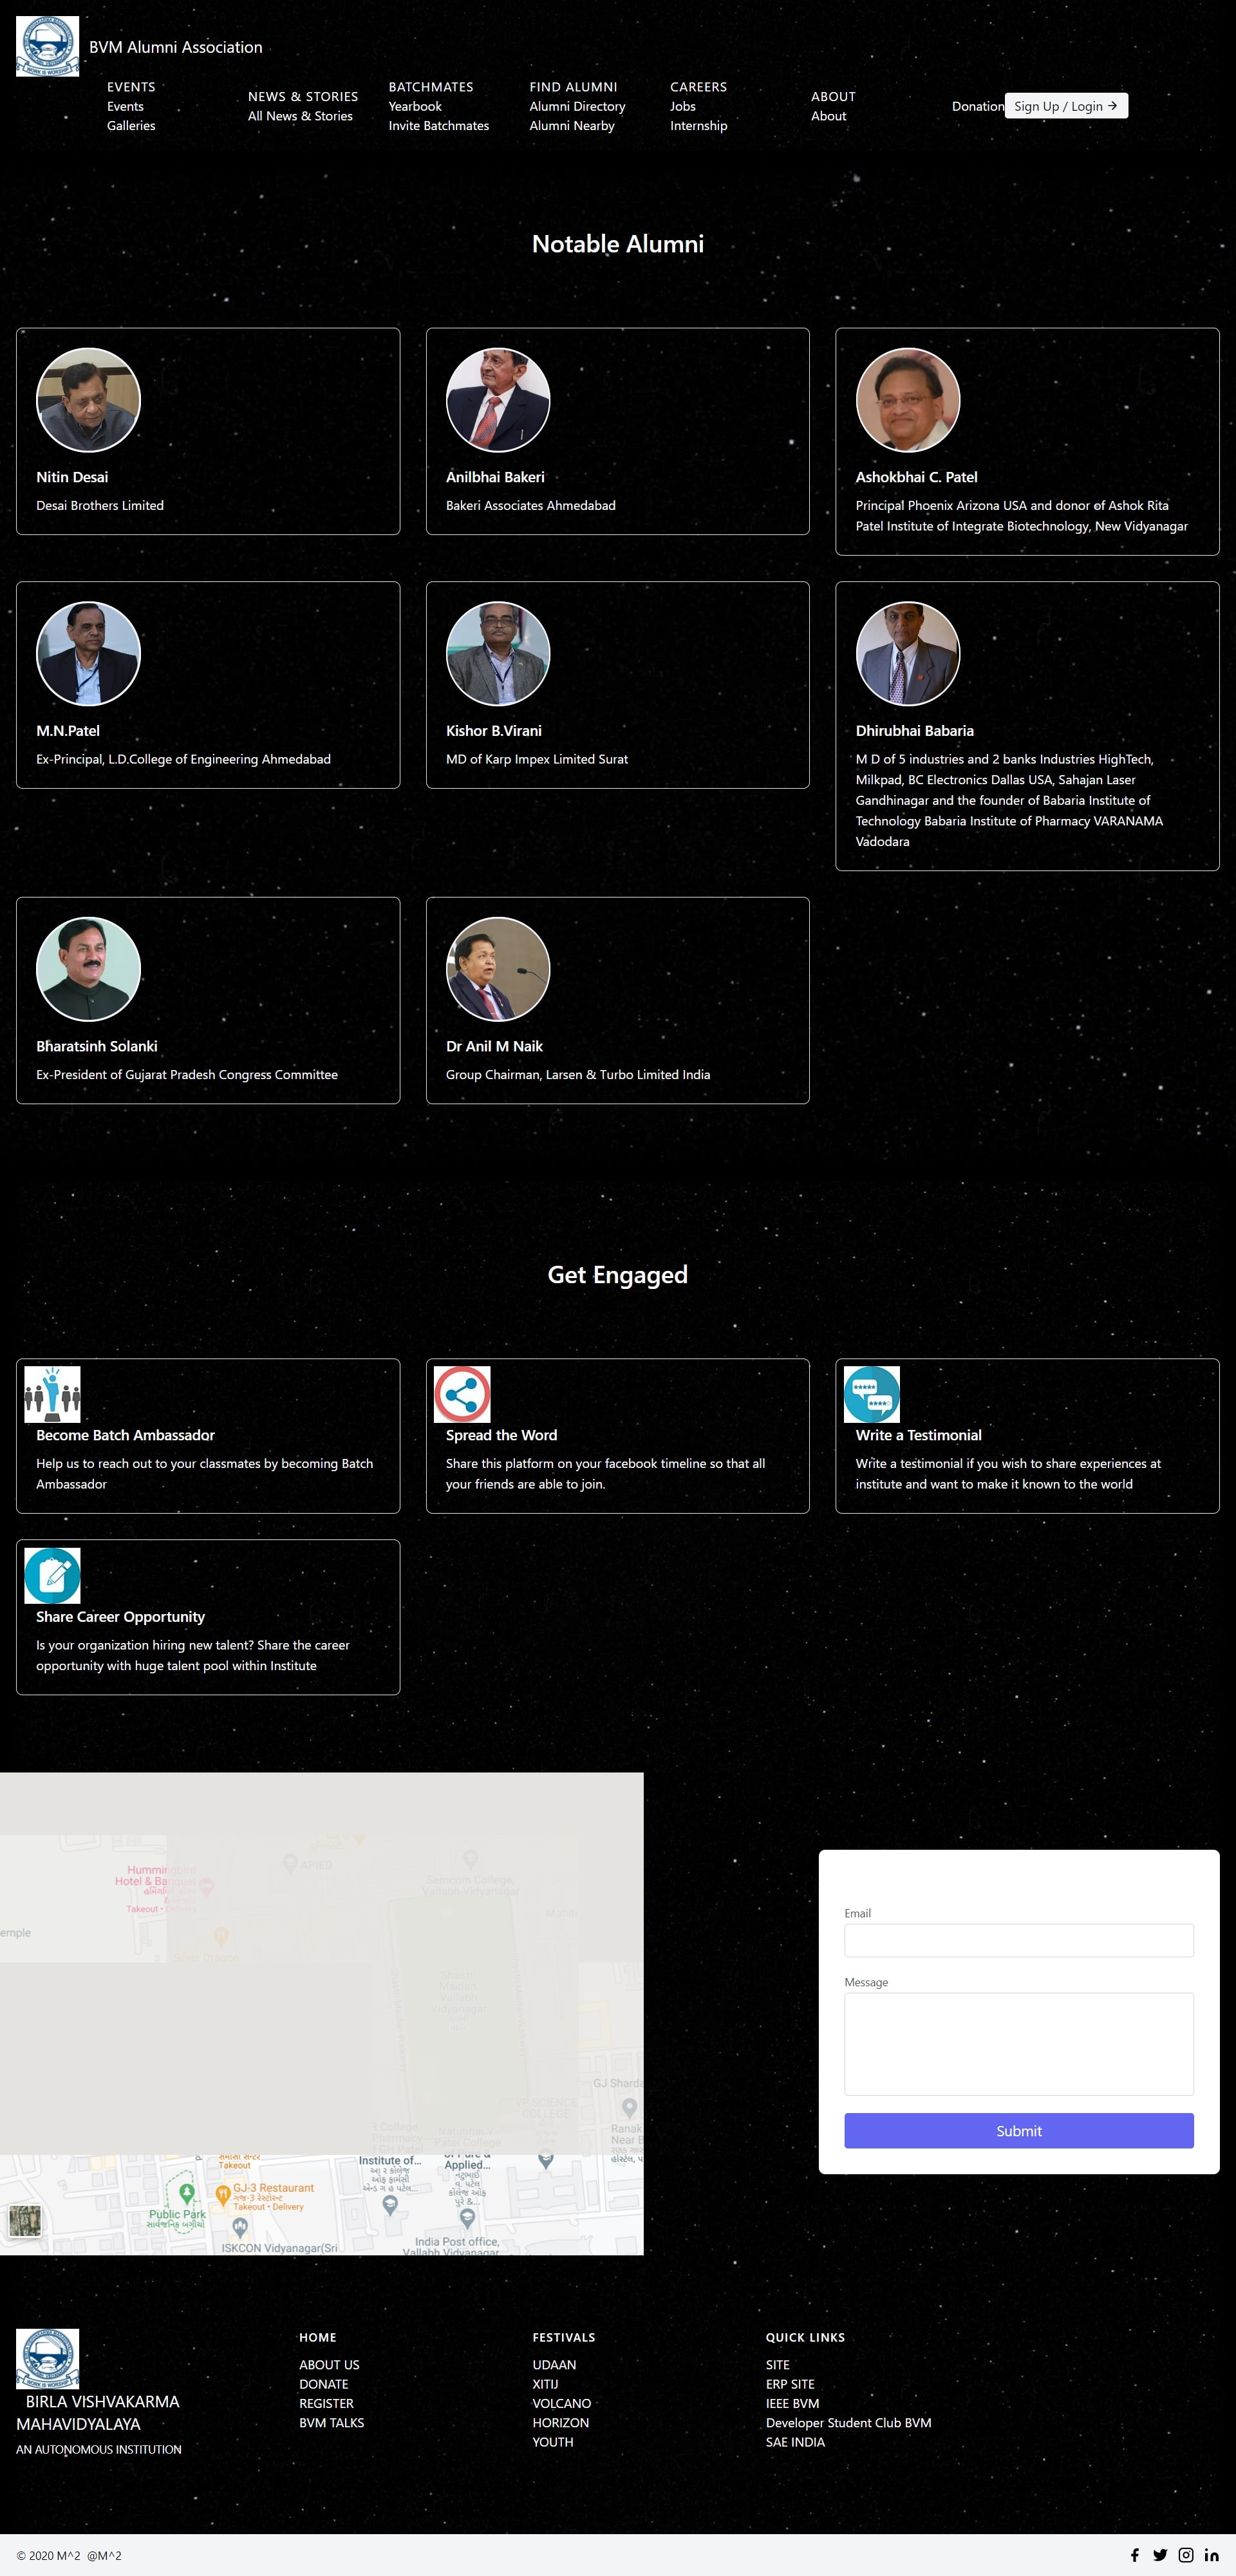 BVM Alumni Association
EVENTS
Events
Galleries
NEWS & STORIES
All News & Stories
BATCHMATES
Yearbook
Invite Batchmates
FIND ALUMNI
Alumni Directory
Alumni Nearby
CAREERS
Jobs
Internship
ABOUT
About
Donation
Sign Up / Login
Notable Alumni
Nitin Desai
Desai Brothers Limited
Anilbhai Bakeri
Bakeri Associates Ahmedabad
Ashokbhai C. Patel
Principal Phoenix Arizona USA and donor of Ashok Rita
Patel Institute of Integrate Biotechnology, New Vidyanagar
M.N.Patel
Ex-Principal, L.D.College of Engineering Ahmedabad
Kishor B.Virani
MD of Karp Impex Limited Surat
Dhirubhai Babaria
M D of 5 industries and 2 banks Industries HighTech,
Milkpad, BC Electronics Dallas USA, Sahajan Laser
Gandhinagar and the founder of Babaria Institute of
Technology Babaria Institute of Pharmacy VARANAMA
Vadodara
Bharatsinh Solanki
Ex-President of Gujarat Pradesh Congress Committee
Dr Anil M Naik
Group Chairman, Larsen & Turbo Limited India
Get Engaged
Become Batch Ambassador
Help us to reach out to your classmates by becoming Batch
Ambassador
Spread the Word
Share this platform on your facebook timeline so that all
your friends are able to join.
Write a Testimonial
Write a testimonial if you wish to share experiences at
institute and want to make it known to the world
Share Career Opportunity
Is your organization hiring new talent? Share the career
opportunity with huge talent pool within Institute
Hummingbird
Hotel & Banquet
Takeout •
APIED
Semcom College,
Vallabh Vidyanagar
emple
GJ Sharda
Ranak
Near B
Takeout
Institute of...
Applied...
GJ-3 Restaurant
Takeout • Delivery
Public Park
સાર્વજનિક બગીચો
ISKCON Vidyanagar(Sri
India Post office,
Vallabh Vidyanagar
Email
Message
Submit
BIRLA VISHVAKARMA
MAHAVIDYALAYA
AN AUTONOMOUS INSTITUTION
HOME
ABOUT US
DONATE
REGISTER
BVM TALKS
FESTIVALS
UDAAN
XITIJ
VOLCANO
HORIZON
YOUTH
QUICK LINKS
SITE
ERP SITE
IEEE BVM
Developer Student Club BVM
SAE INDIA
© 2020 M^2 @M^2